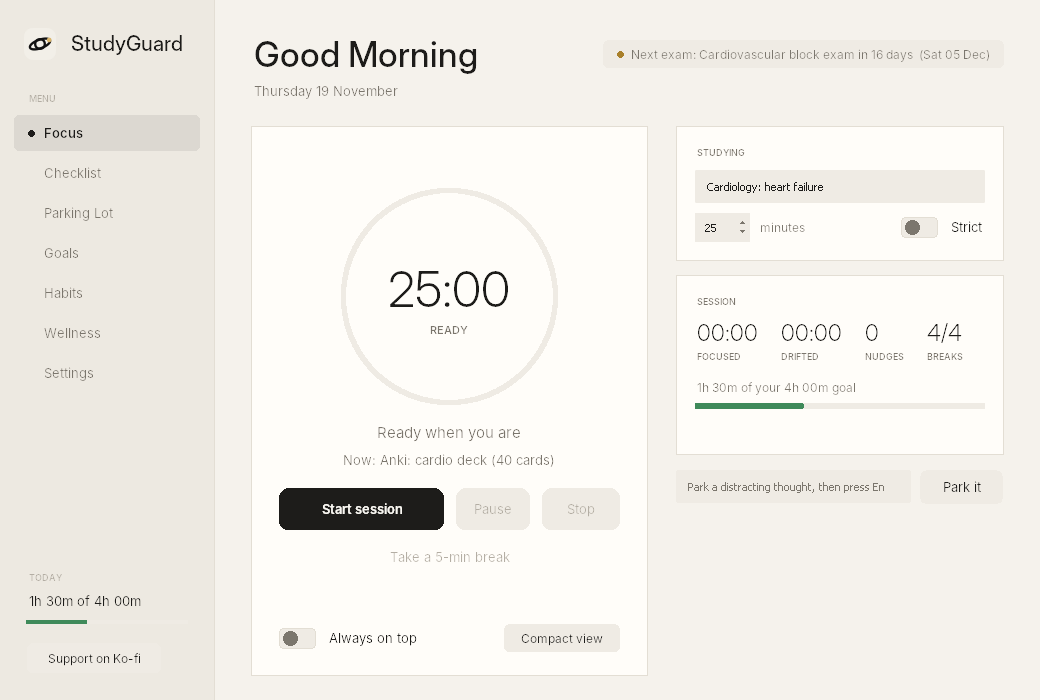 StudyGuard
MENU
Focus
Checklist
Parking Lot
Goals
Habits
Wellness
Settings
TODAY
1h 30m of 4h 00m
Support on Ko-fi
Good Morning
Thursday 19 November
Next exam: Cardiovascular block exam in 16 days (Sat 05 Dec)
25:00
READY
Ready when you are
Now: Anki: cardio deck (40 cards)
Start session
Pause
Stop
Take a 5-min break
Always on top
Compact view
STUDYING
Cardiology: heart failure
25
minutes
Strict
SESSION
00:00 00:00 0 4/4
FOCUSED DRIFTED NUDGES BREAKS
1h 30m of your 4h 00m goal
Park a distracting thought, then press En
Park it